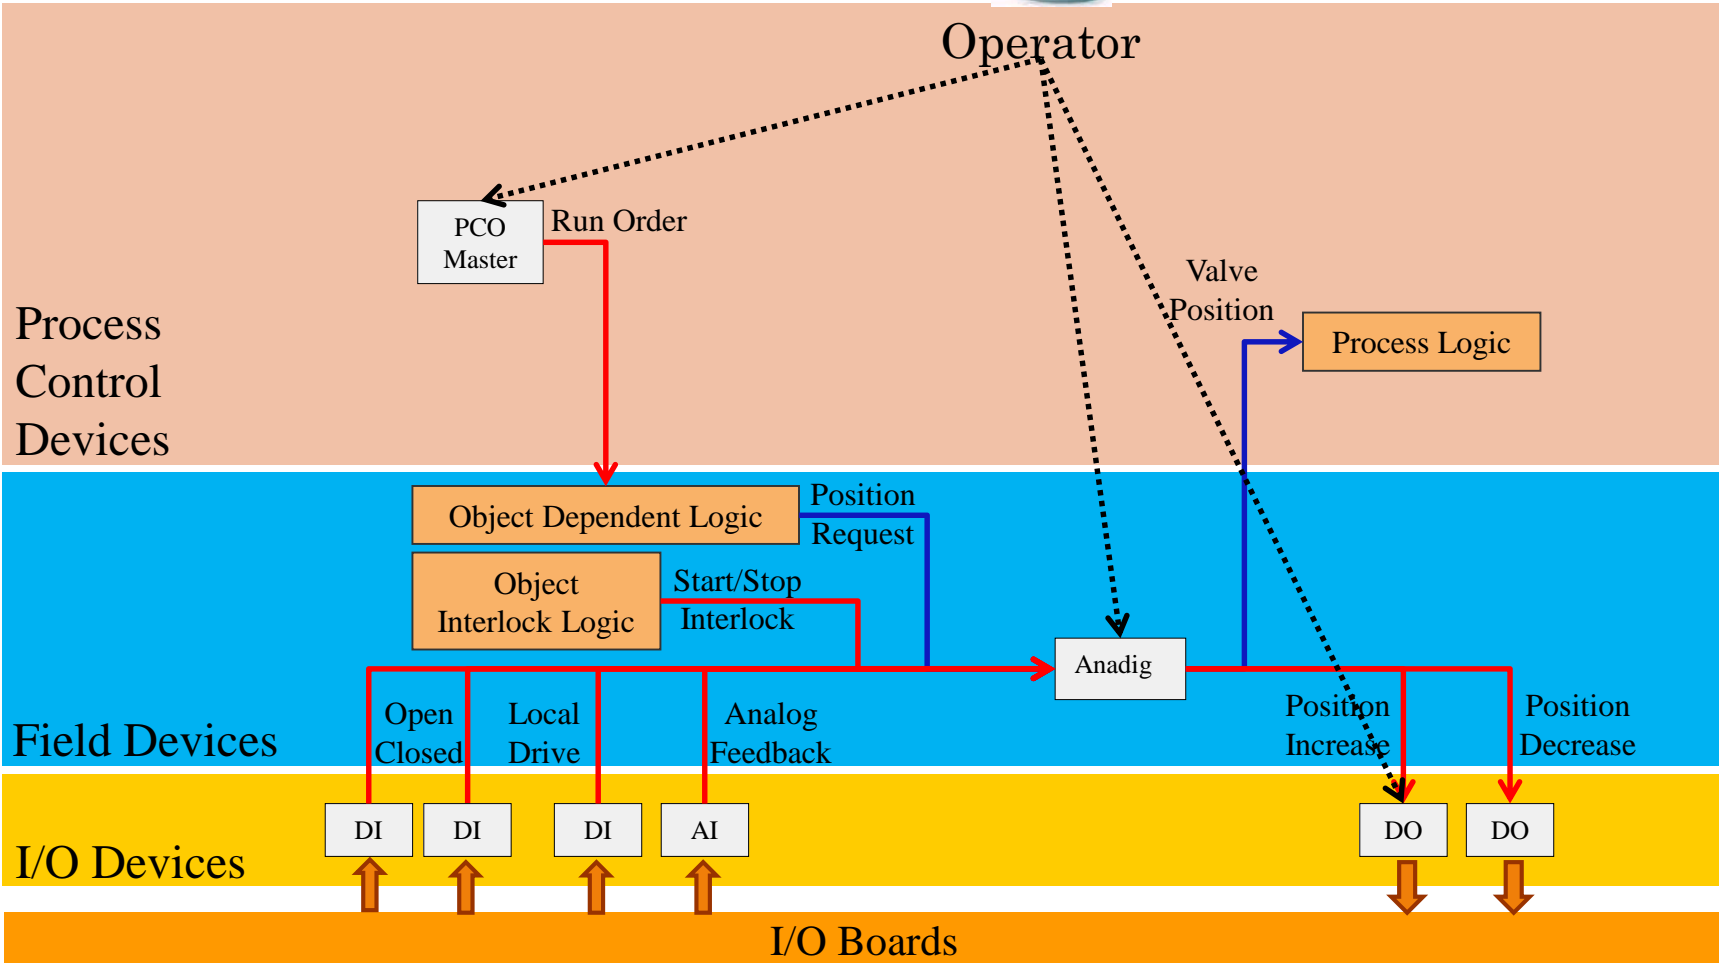 Operator
PCO
Master
Run Order
Valve
Position
Process Logic
Process
Control
Devices
Object Dependent Logic
Position
Request
Object
Interlock Logic
Start/Stop
Interlock
Anadig
Open
Closed
Local
Drive
Analog
Feedback
Position
Increase
Position
Decrease
Field Devices
DI
DI
DI
AI
DO
DO
I/O Devices
I/O Boards